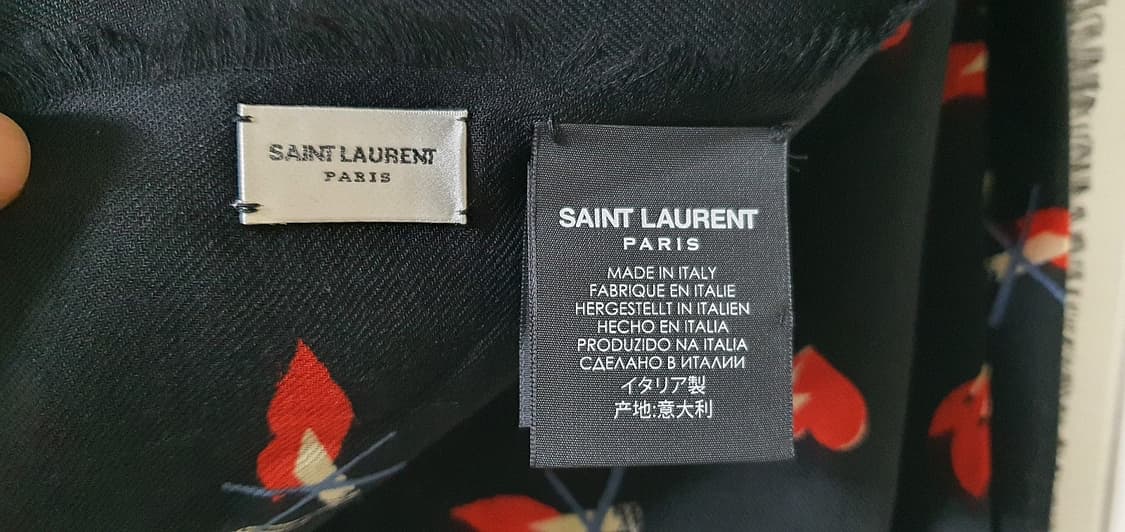 SAINT LAURENT
PARIS
SAINT LAURENT
PARIS
MADE IN ITALY
FABRIQUE EN ITALIE
HERGESTELLT IN ITALIEN
HECHO EN ITALIA
PRODUZIDO NA ITALIA
СДЕЛАНО В ИТАЛИИ
イタリア製
产地:意大利